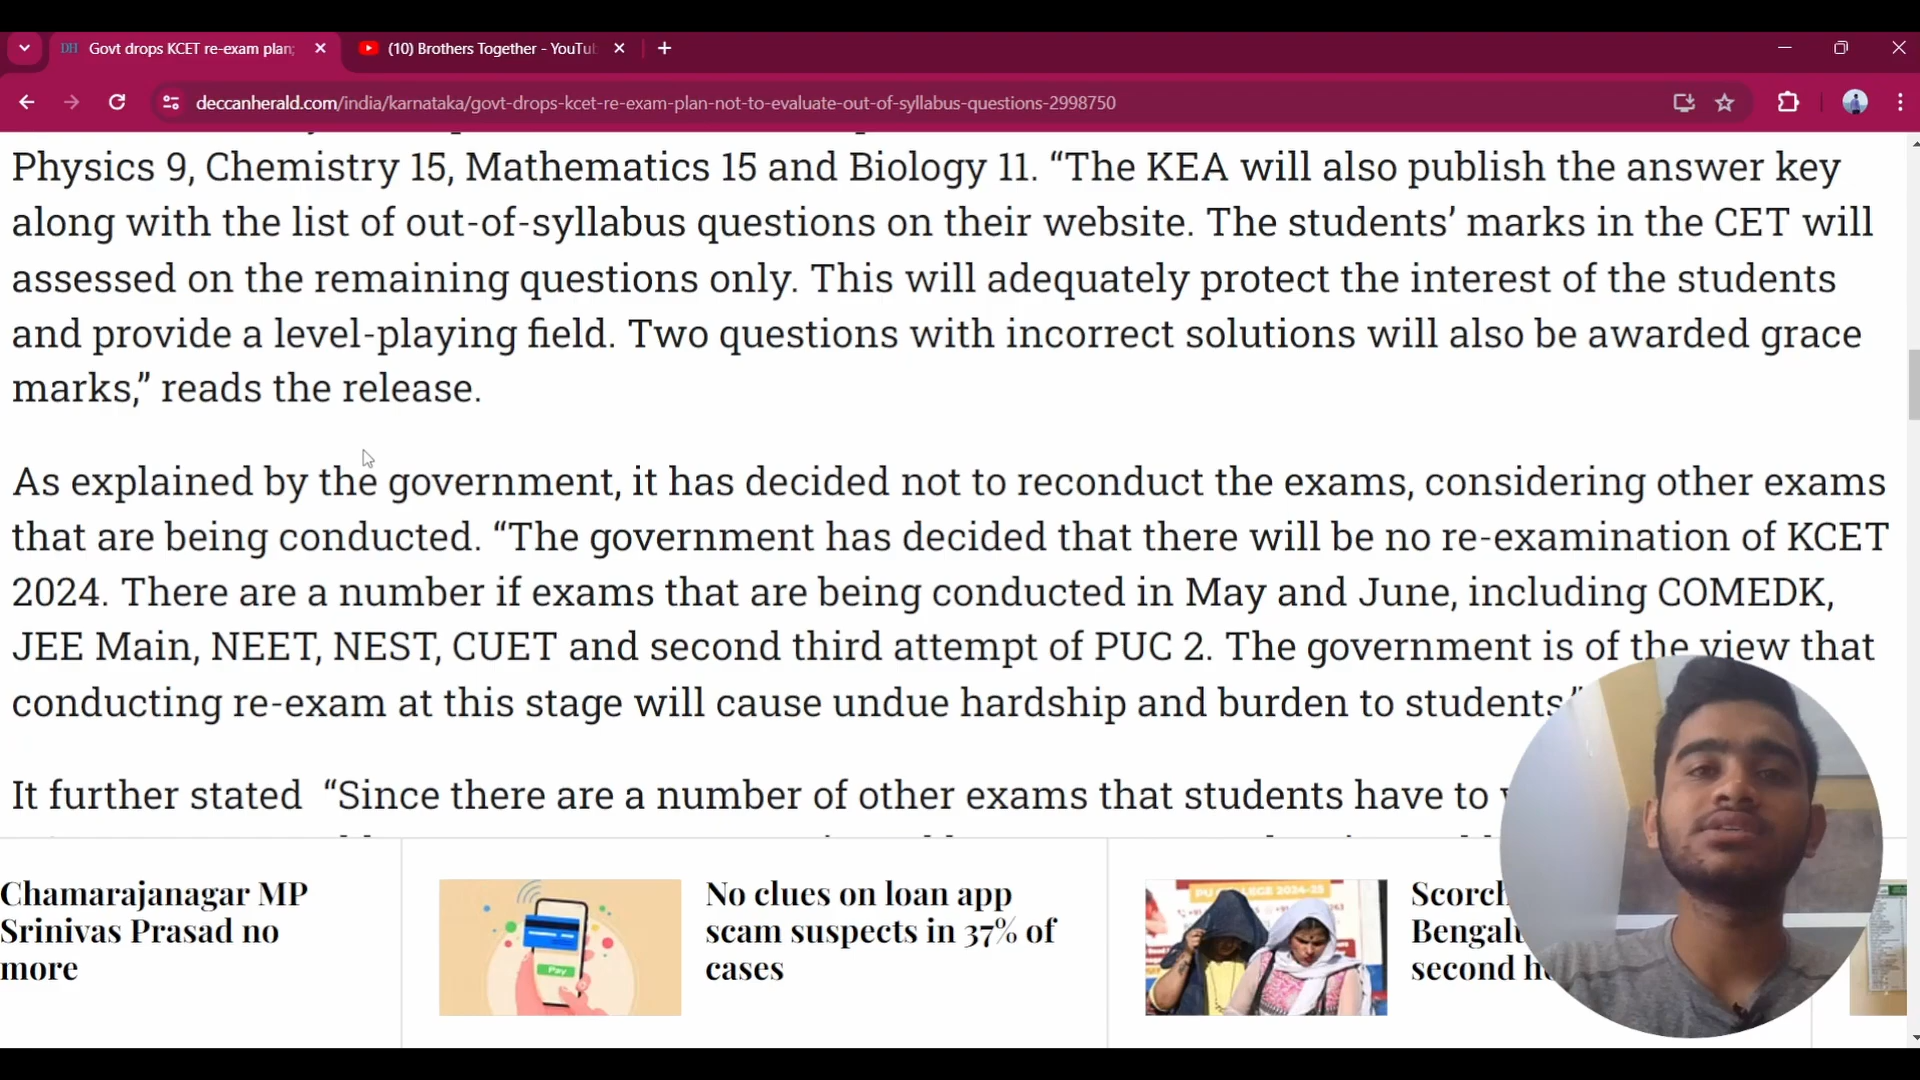 Govt drops KCET re-exam plan;
(10) Brothers Together - YouTu
deccanherald.com/india/karnataka/govt-drops-kcet-re-exam-plan-not-to-evaluate-out-of-syllabus-questions-2998750
Physics 9, Chemistry 15, Mathematics 15 and Biology 11. “The KEA will also publish the answer key
along with the list of out-of-syllabus questions on their website. The students’ marks in the CET will
assessed on the remaining questions only. This will adequately protect the interest of the students
and provide a level-playing field. Two questions with incorrect solutions will also be awarded grace
marks,” reads the release.
As explained by the government, it has decided not to reconduct the exams, considering other exams
that are being conducted. “The government has decided that there will be no re-examination of KCET
2024. There are a number if exams that are being conducted in May and June, including COMEDK,
JEE Main, NEET, NEST, CUET and second third attempt of PUC 2. The government is of the view that
conducting re-exam at this stage will cause undue hardship and burden to students”
It further stated “Since there are a number of other exams that students have to
Chamarajanagar MP
Srinivas Prasad no
more
Pay
No clues on loan app
scam suspects in 37% of
cases
PU COLLEGE 2024-25
Scorch
Bengalu
second h